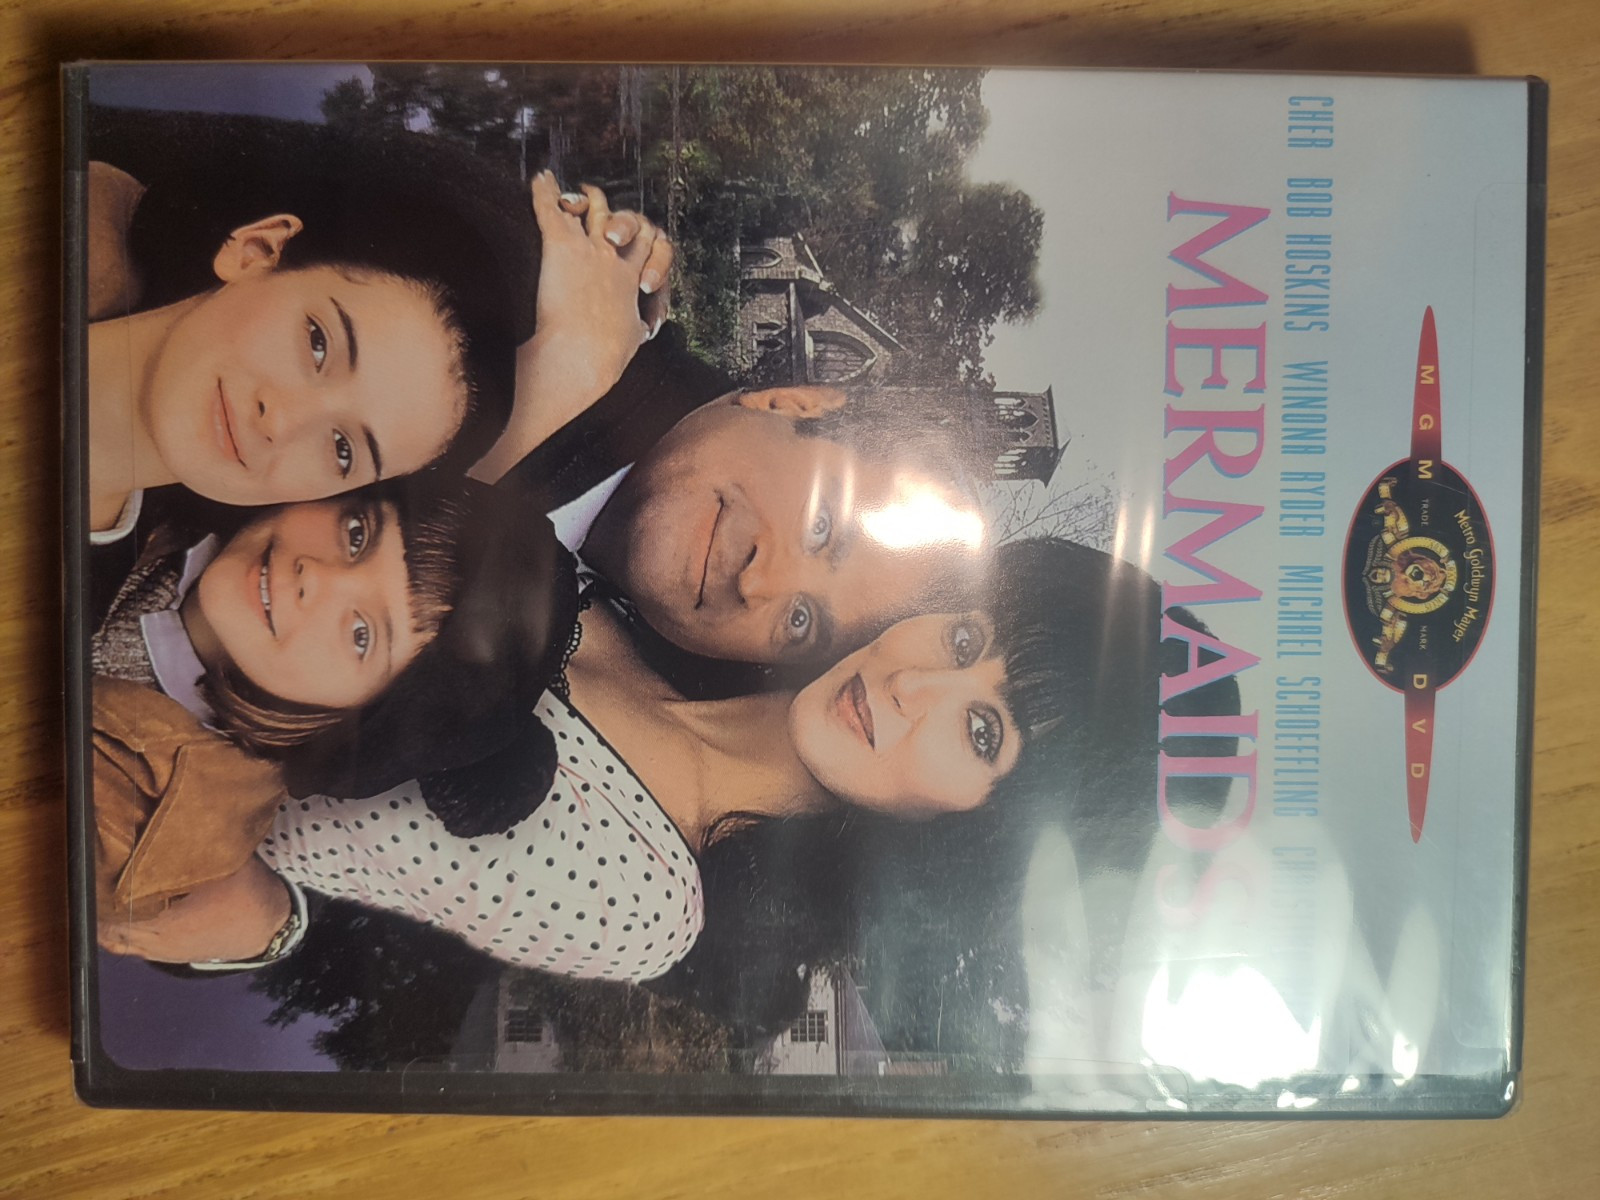 MGM DVD
Metro Goldwyn Mayer
TRADE MARK
CHER BOB HOSKINS WINONA RYDER MICHAEL SCHOEFFLING
MERMAIDS